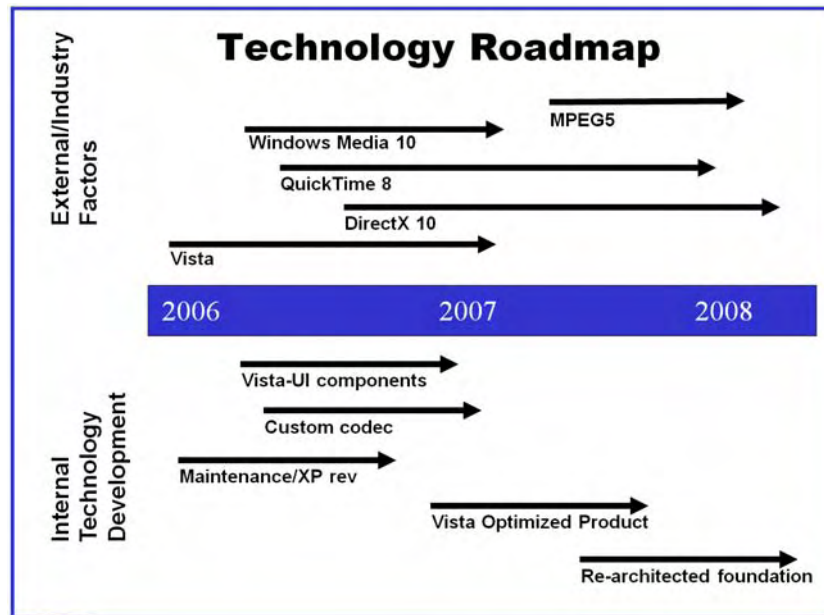 Technology Roadmap
External/Industry
Factors
MPEG5
Windows Media 10
QuickTime 8
DirectX 10
Vista
2006 2007 2008
Internal
Technology
Development
Vista-UI components
Custom codec
Maintenance/XP rev
Vista Optimized Product
Re-architected foundation